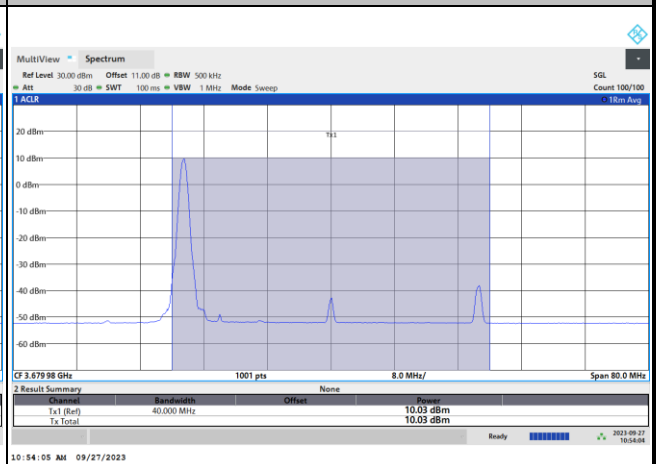 MultiView Spectrum
Ref Level 30.00 dBm Offset 11.00 dB RBW 500 kHz SGL
Att 30 dB SWT 100 ms VBW 1 MHz Mode Sweep Count 100/100
1 ACLR 1Rm Avg
Tx1
20 dBm
10 dBm
0 dBm
-10 dBm
-20 dBm
-30 dBm
-40 dBm
-50 dBm
-60 dBm
CF 3.67998 GHz 1001 pts 8.0 MHz/ Span 80.0 MHz
2 Result Summary None
Channel Bandwidth Offset Power
Tx1 (Ref) 40.000 MHz 10.03 dBm
Tx Total 10.03 dBm
Ready 2023-09-27
10:54:04
10:54:05 AM 09/27/2023